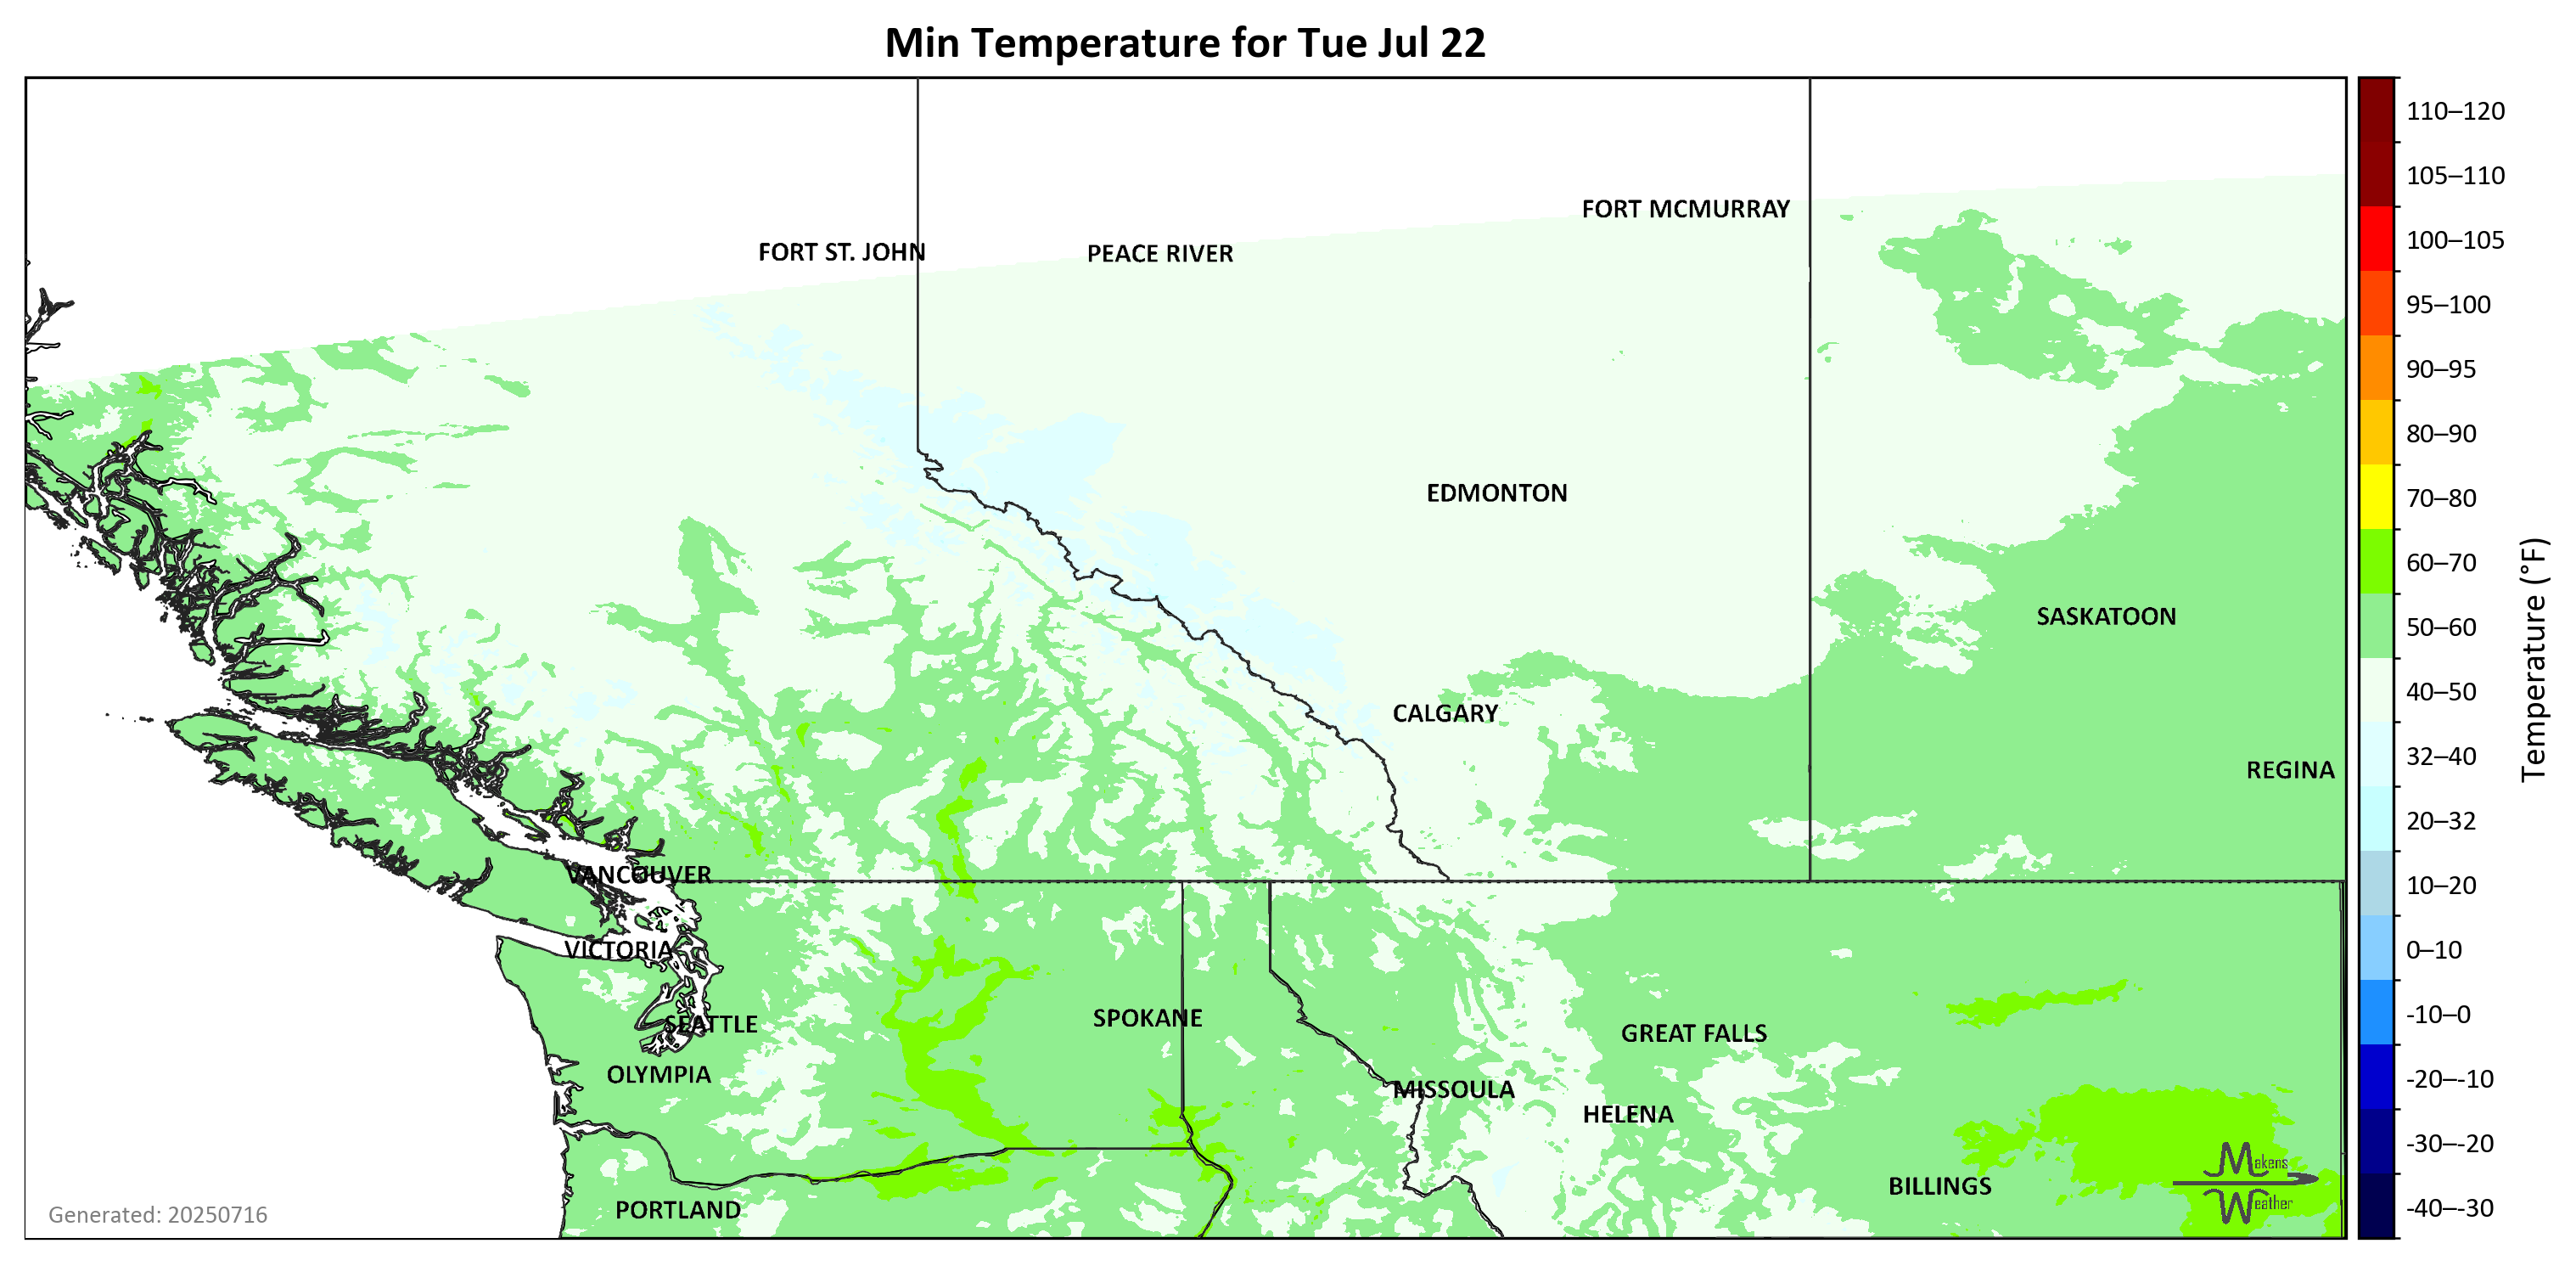 Min Temperature for Tue Jul 22
110–120
105–110
FORT MCMURRAY
100–105
FORT ST. JOHN
PEACE RIVER
95–100
90–95
80–90
EDMONTON
70–80
60–70
SASKATOON
50–60
40–50
CALGARY
32–40
REGINA
Temperature (°F)
20–32
VANCOUVER
10–20
VICTORIA
0–10
SEATTLE
SPOKANE
-10–0
GREAT FALLS
OLYMPIA
-20–-10
MISSOULA
HELENA
-30–-20
Makens
Weather
BILLINGS
PORTLAND
-40–-30
Generated: 20250716